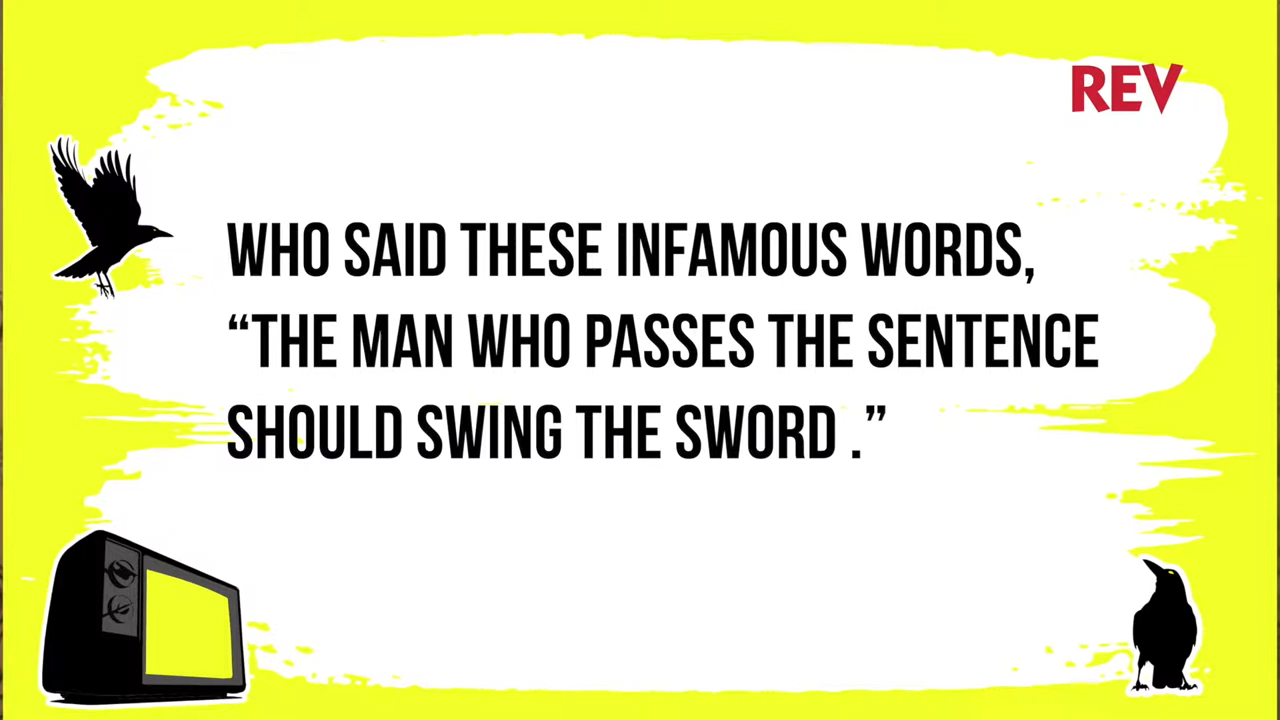 REV
WHO SAID THESE INFAMOUS WORDS,
“THE MAN WHO PASSES THE SENTENCE
SHOULD SWING THE SWORD .”